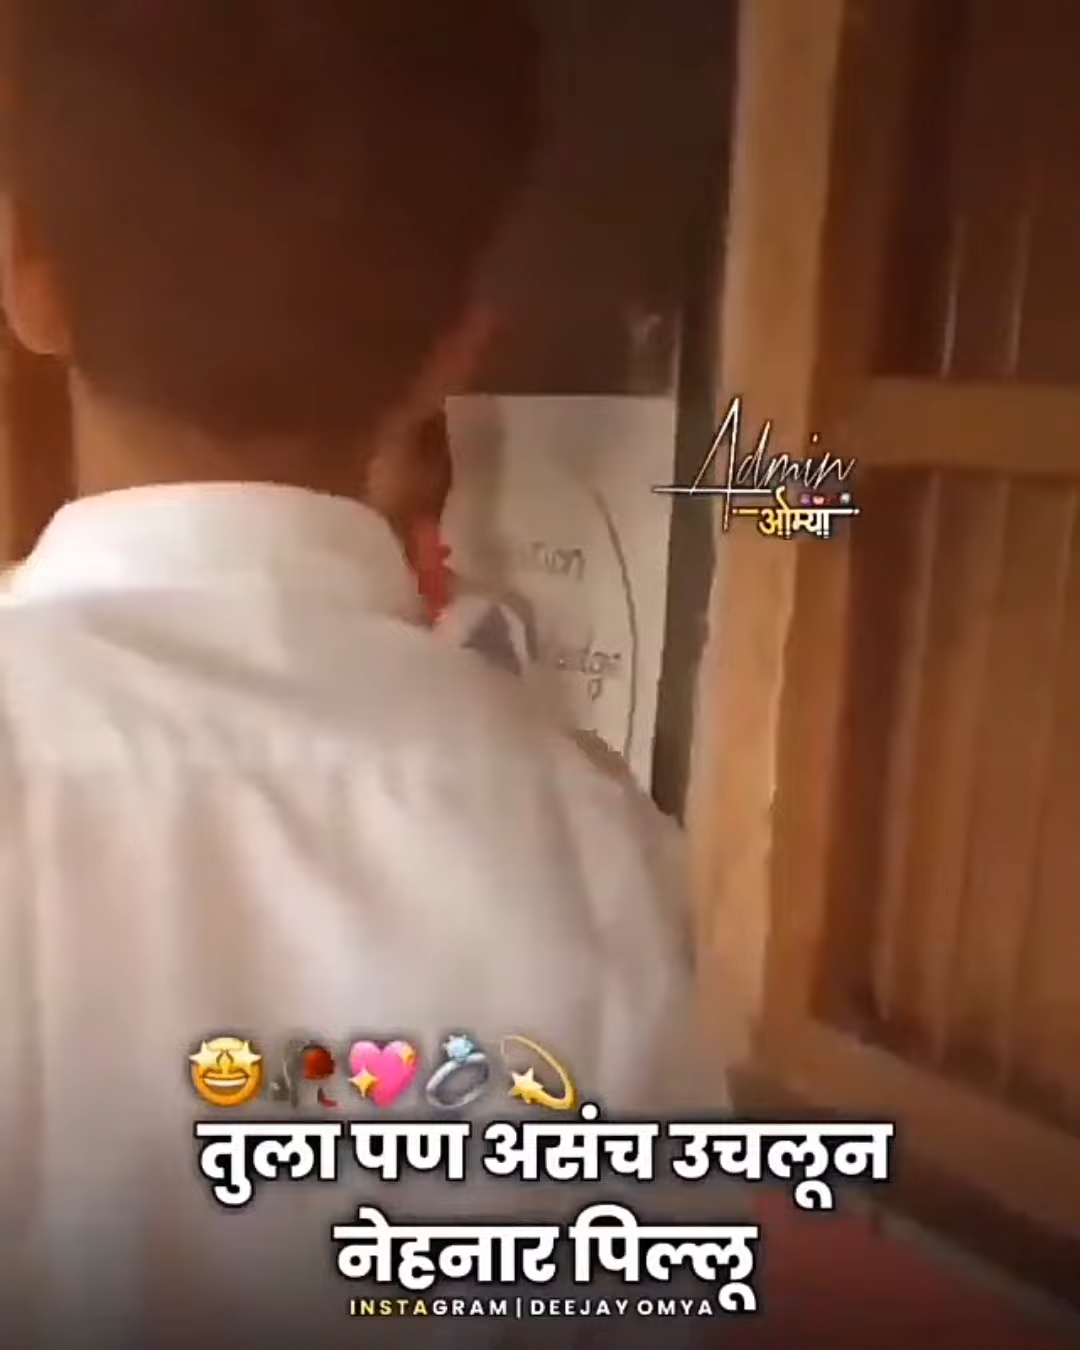 Admin
ओम्या
🤩🥀💖💍💫
तुला पण असंच उचलून
नेहनार पिल्लू
INSTAGRAM | DEEJAY OMYA